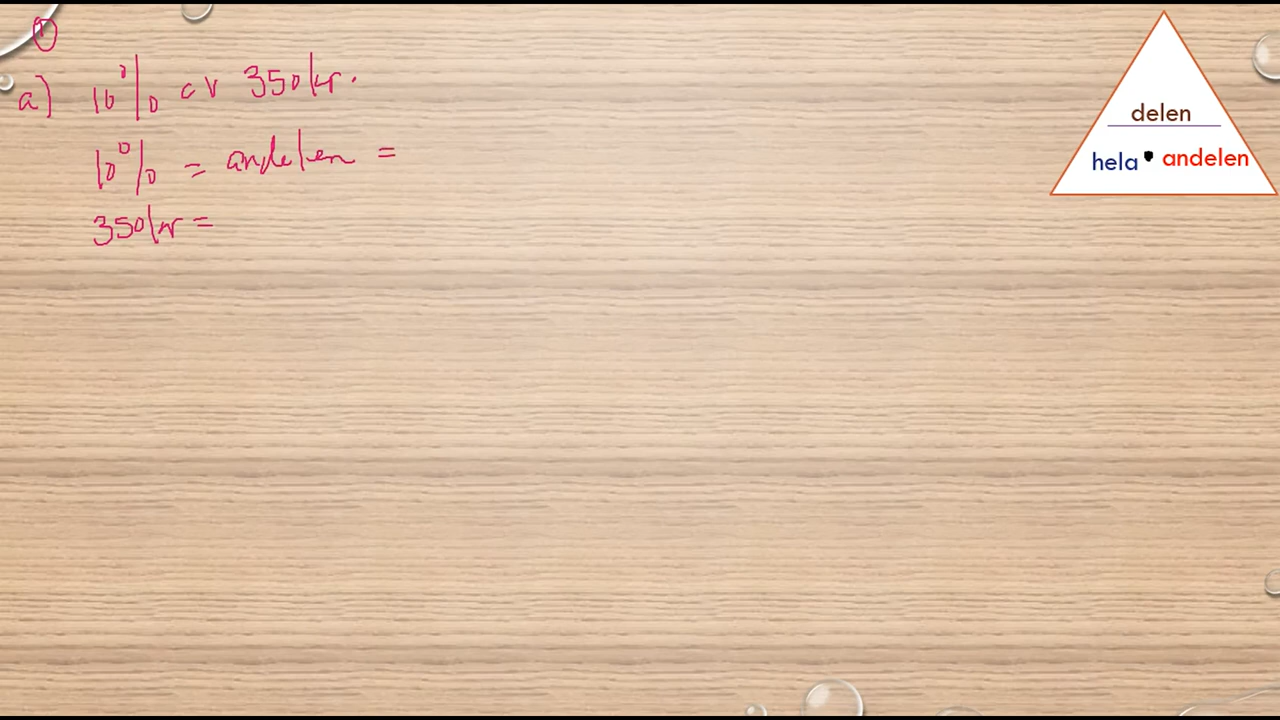 ①
a) 10% av 350kr.
10% = andelen =
350kr =
delen
hela • andelen